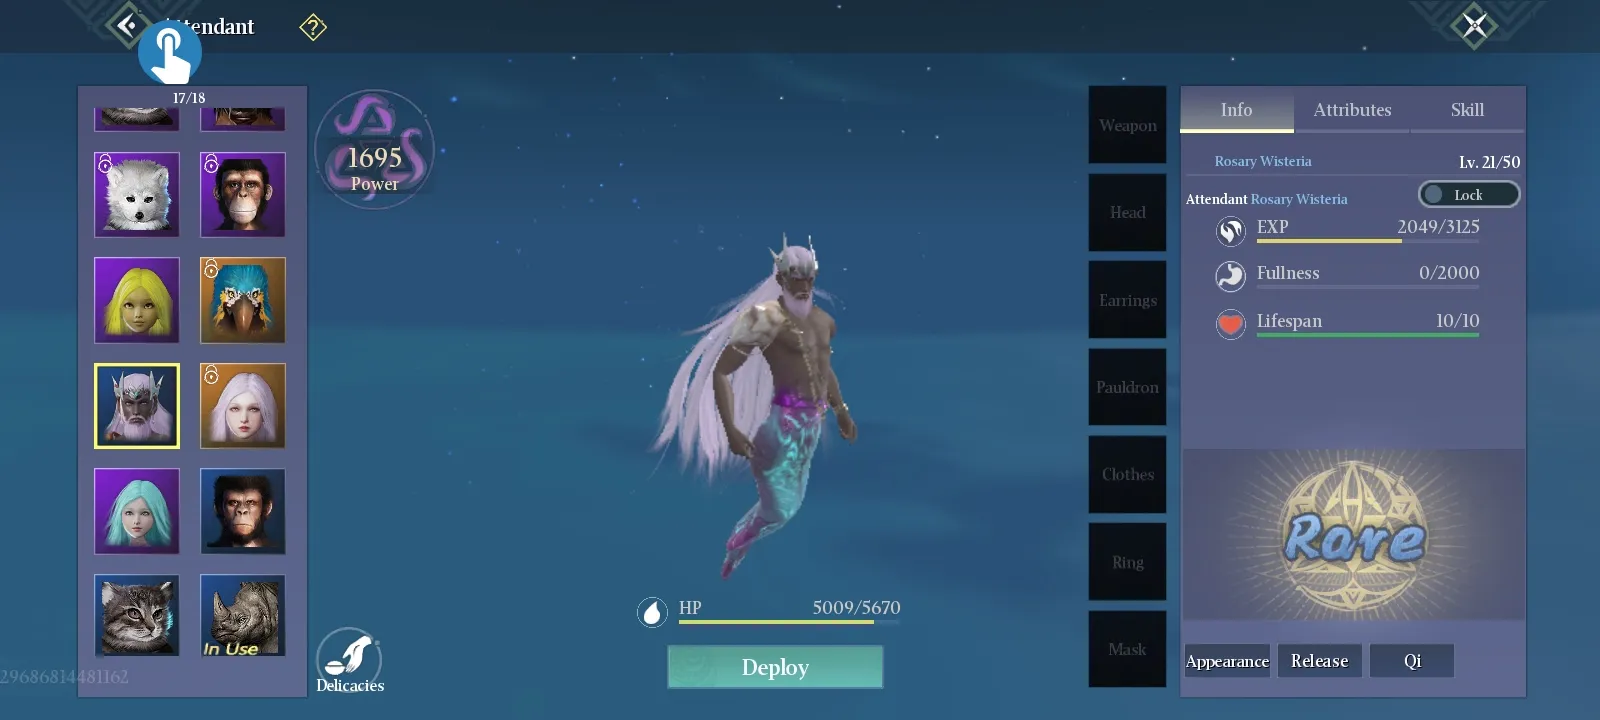 Attendant
?
17/18
1695
Power
In Use
29686814481162
Delicacies
HP 5009/5670
Deploy
Weapon
Head
Earrings
Pauldron
Clothes
Ring
Mask
Info Attributes Skill
Rosary Wisteria Lv. 21/50
Attendant Rosary Wisteria Lock
EXP 2049/3125
Fullness 0/2000
Lifespan 10/10
Rare
Appearance Release Qi